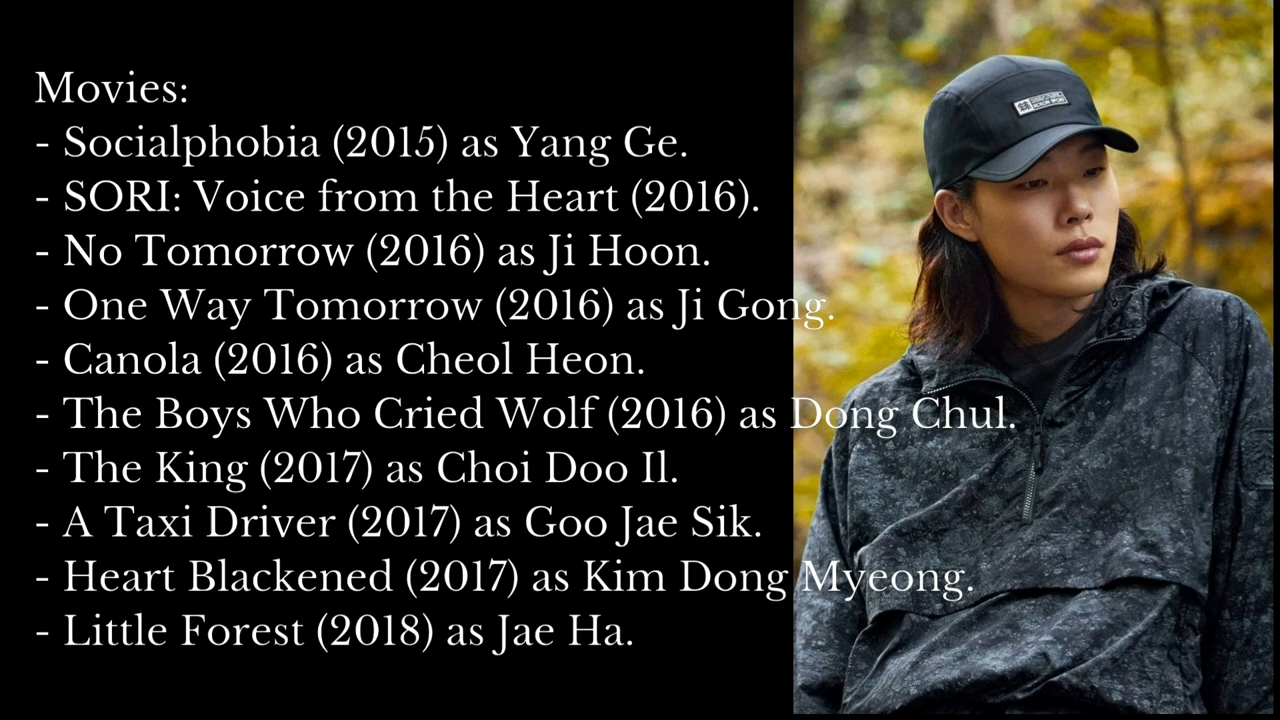 Movies:
- Socialphobia (2015) as Yang Ge.
- SORI: Voice from the Heart (2016).
- No Tomorrow (2016) as Ji Hoon.
- One Way Tomorrow (2016) as Ji Gong.
- Canola (2016) as Cheol Heon.
- The Boys Who Cried Wolf (2016) as Dong Chul.
- The King (2017) as Choi Doo Il.
- A Taxi Driver (2017) as Goo Jae Sik.
- Heart Blackened (2017) as Kim Dong Myeong.
- Little Forest (2018) as Jae Ha.